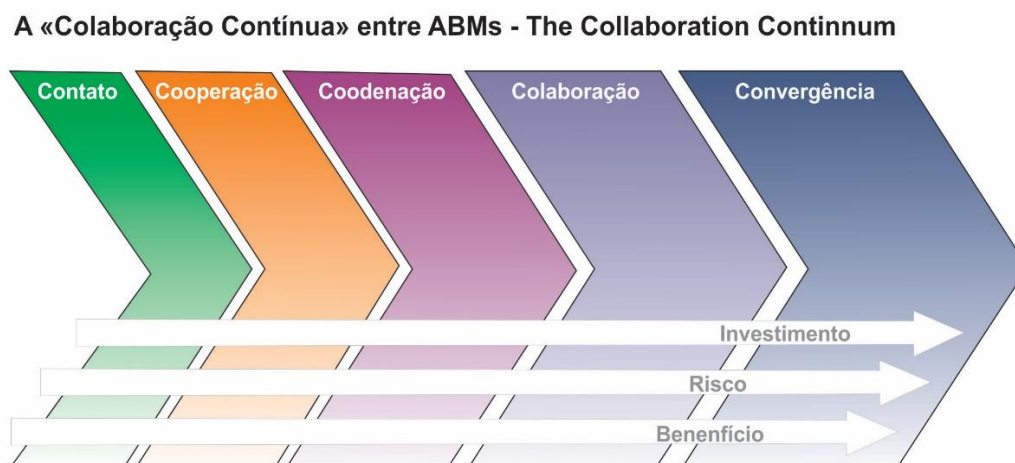 A «Colaboração Contínua» entre ABMs - The Collaboration Continnum
Contato Cooperação Coodenação Colaboração Convergência
Investimento
Risco
Benenfício